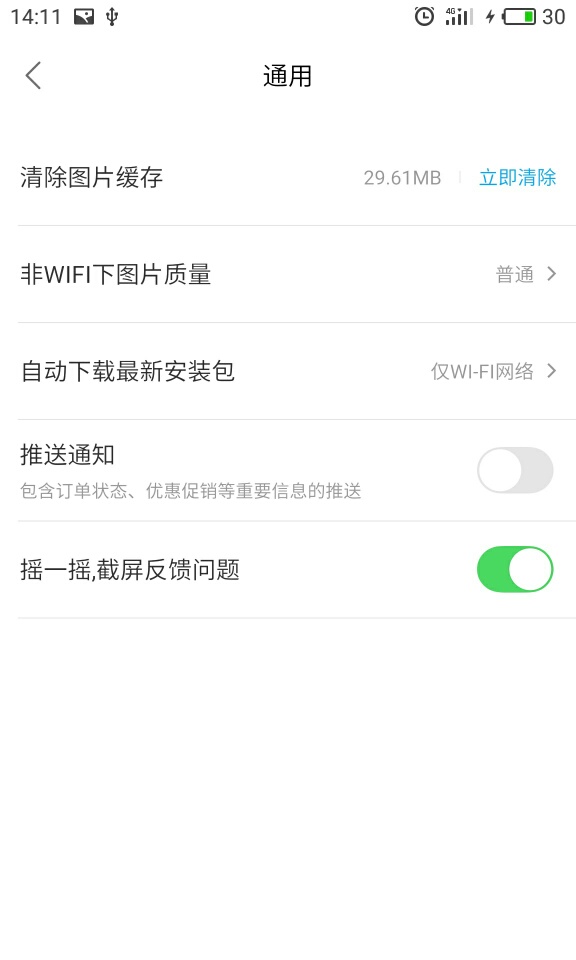 14:11 4G 30
通用
清除图片缓存 29.61MB 立即清除
非WIFI下图片质量 普通
自动下载最新安装包 仅WI-FI网络
推送通知
包含订单状态、优惠促销等重要信息的推送
摇一摇,截屏反馈问题